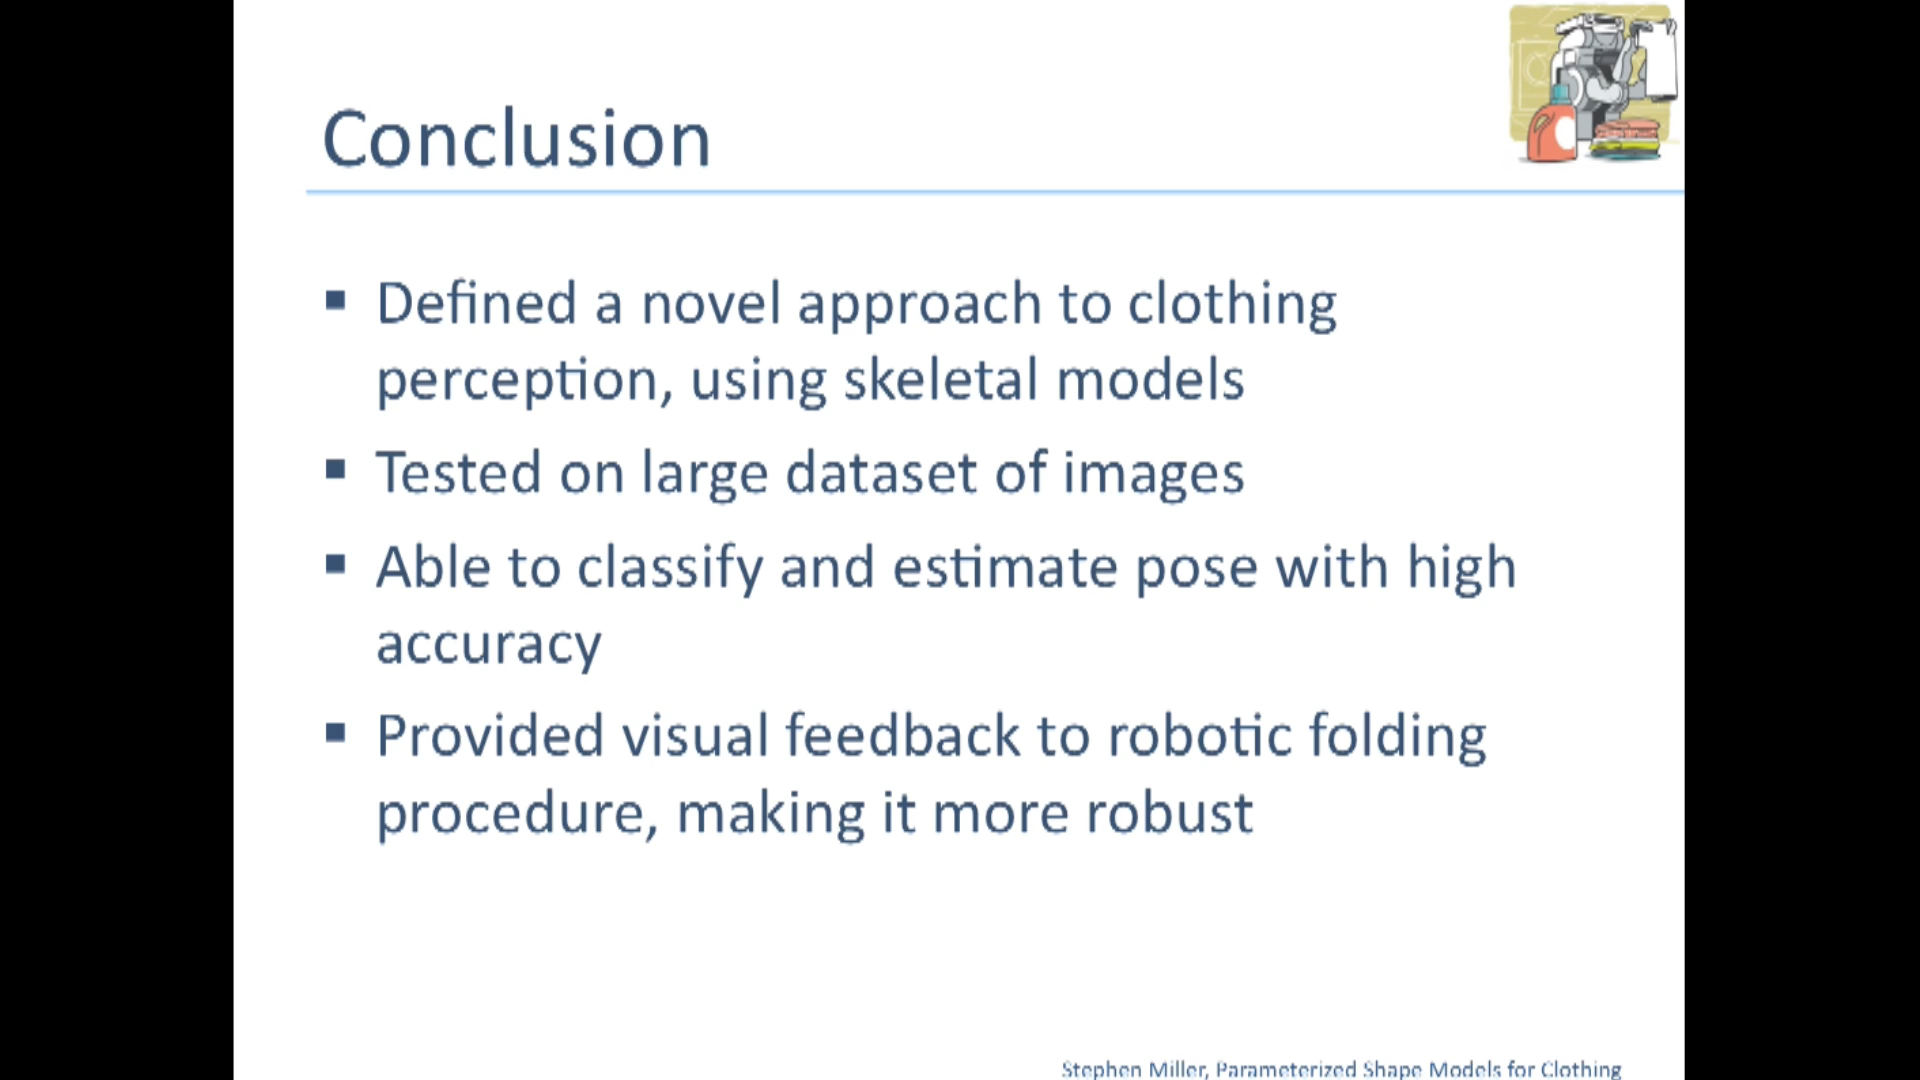 Conclusion
▪ Defined a novel approach to clothing
perception, using skeletal models
▪ Tested on large dataset of images
▪ Able to classify and estimate pose with high
accuracy
▪ Provided visual feedback to robotic folding
procedure, making it more robust
Stephen Miller, Parameterized Shape Models for Clothing